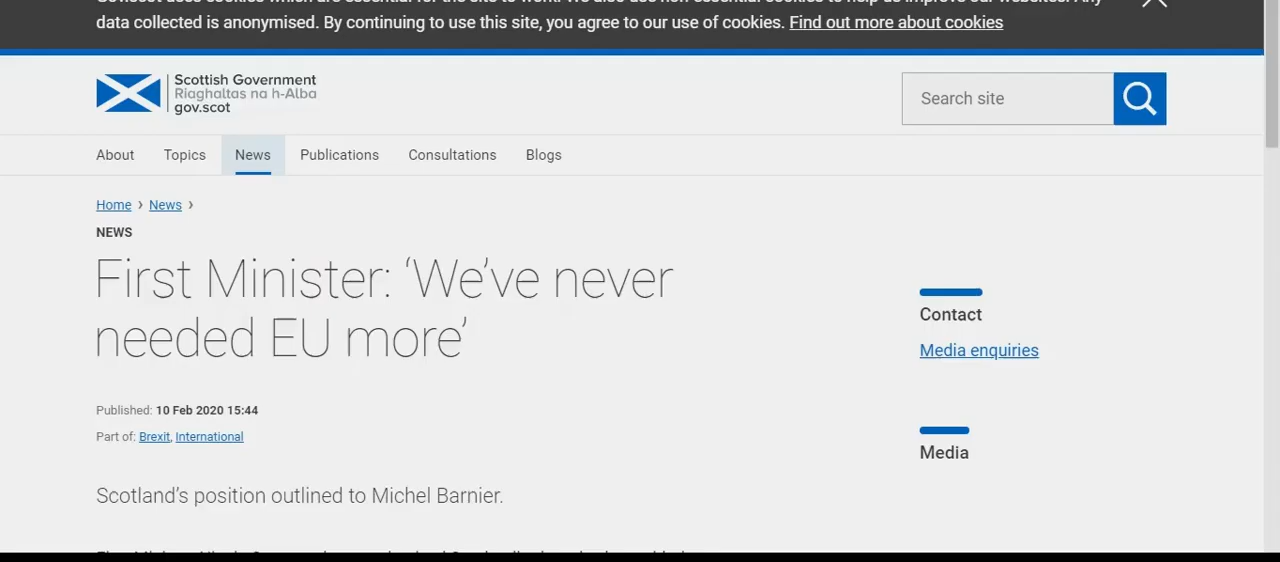 data collected is anonymised. By continuing to use this site, you agree to our use of cookies. Find out more about cookies
Scottish Government
Riaghaltas na h-Alba
gov.scot
Search site
About Topics News Publications Consultations Blogs
Home › News ›
NEWS
First Minister: ‘We’ve never
needed EU more’
Published: 10 Feb 2020 15:44
Part of: Brexit, International
Scotland’s position outlined to Michel Barnier.
Contact
Media enquiries
Media